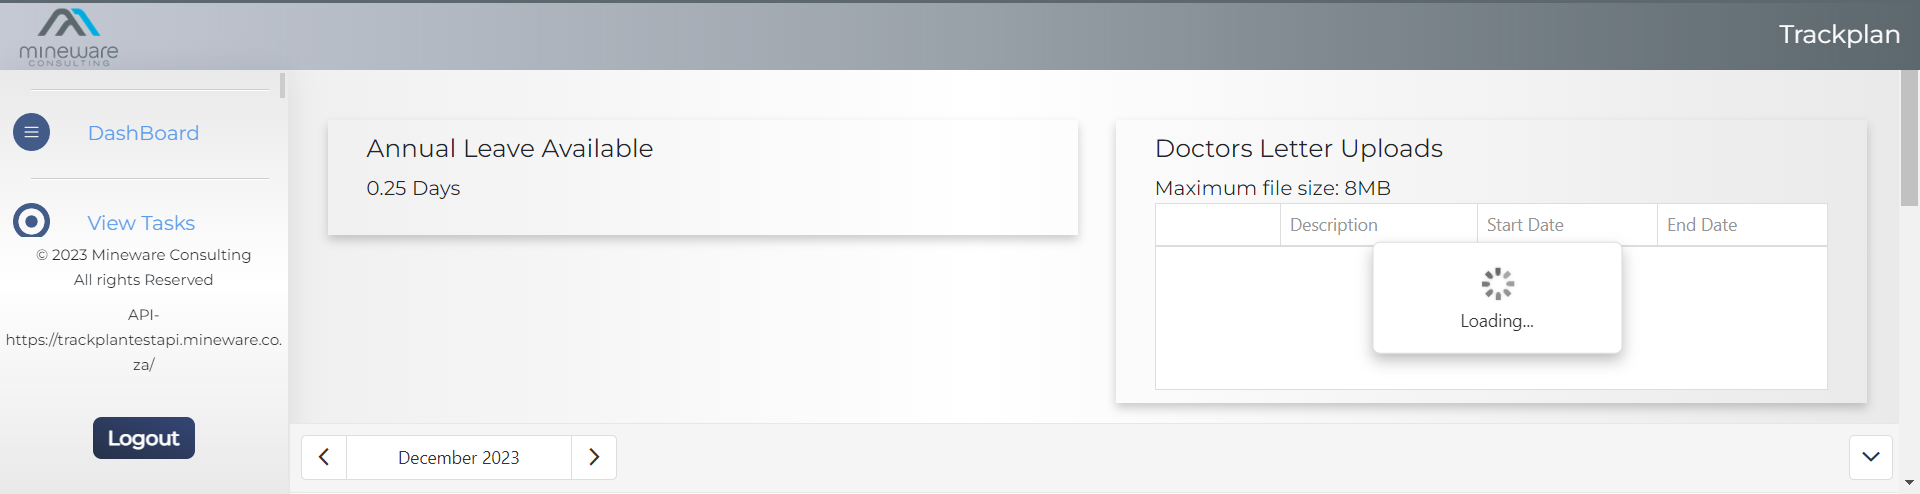 mineware
CONSULTING
Trackplan
DashBoard
View Tasks
© 2023 Mineware Consulting
All rights Reserved
API-
https://trackplantestapi.mineware.co.
za/
Logout
Annual Leave Available
0.25 Days
Doctors Letter Uploads
Maximum file size: 8MB
Description Start Date End Date
Loading...
December 2023